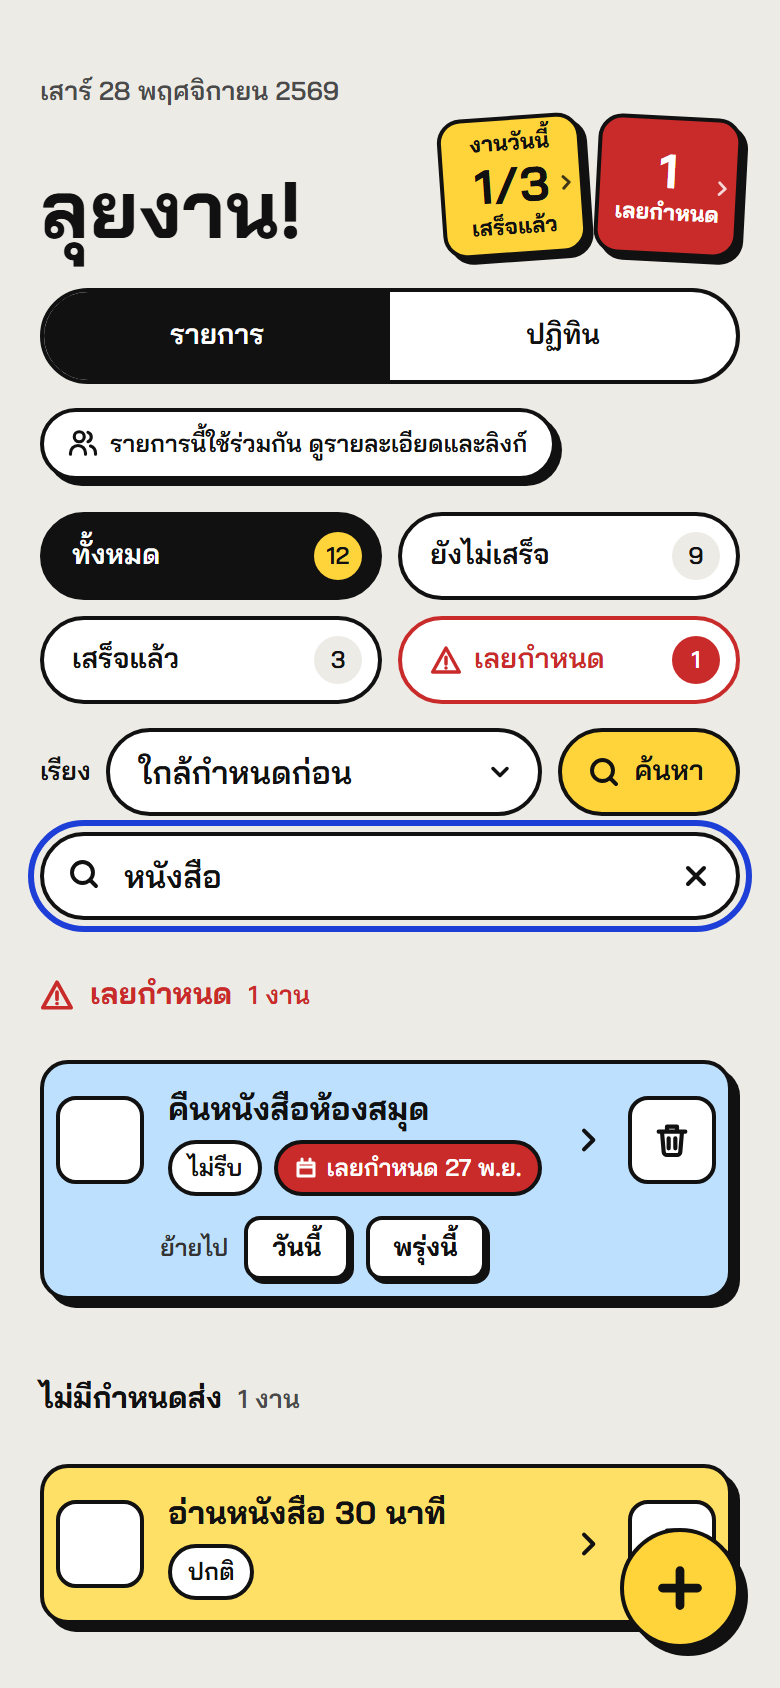 เสาร์ 28 พฤศจิกายน 2569
ลุยงาน!
งานวันนี้
1/3
เสร็จแล้ว
1
เลยกำหนด
รายการ
ปฏิทิน
รายการนี้ใช้ร่วมกัน ดูรายละเอียดและลิงก์
ทั้งหมด 12
ยังไม่เสร็จ 9
เสร็จแล้ว 3
เลยกำหนด 1
เรียง ใกล้กำหนดก่อน ค้นหา
หนังสือ
เลยกำหนด 1 งาน
คืนหนังสือห้องสมุด
ไม่รีบ เลยกำหนด 27 พ.ย.
ย้ายไป วันนี้ พรุ่งนี้
ไม่มีกำหนดส่ง 1 งาน
อ่านหนังสือ 30 นาที
ปกติ